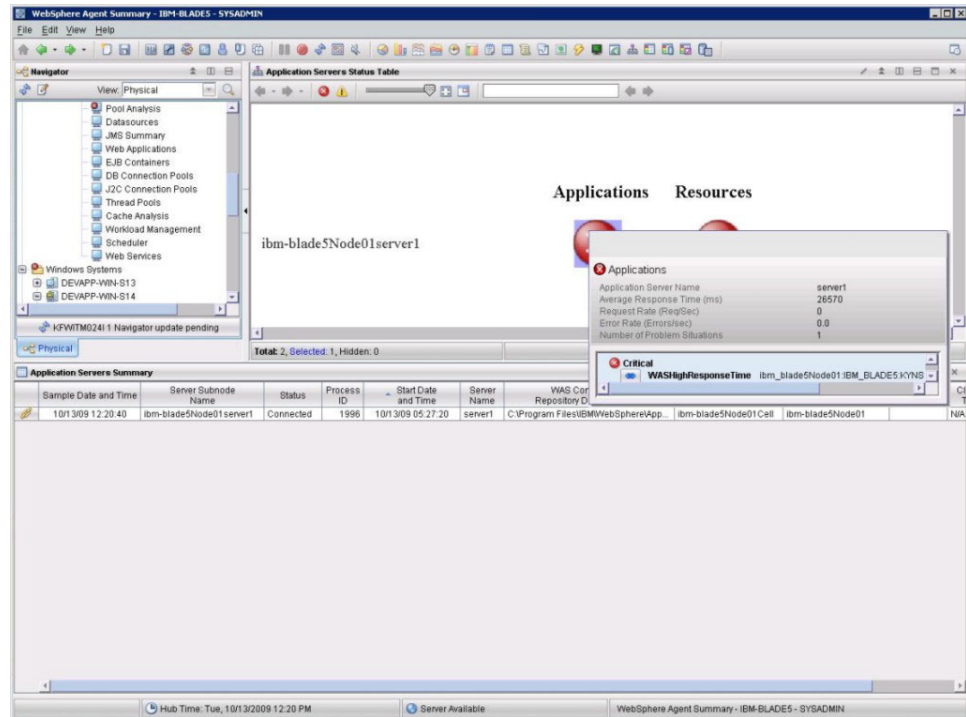 WebSphere Agent Summary - IBM-BLADE5 - SYSADMIN
File Edit View Help
Navigator
View: Physical
Pool Analysis
Datasources
JMS Summary
Web Applications
EJB Containers
DB Connection Pools
J2C Connection Pools
Thread Pools
Cache Analysis
Workload Management
Scheduler
Web Services
Windows Systems
DEVAPP-WIN-S13
DEVAPP-WIN-S14
KFWITM024I 1 Navigator update pending
Physical
Application Servers Status Table
Applications Resources
ibm-blade5Node01server1
Applications
Application Server Name server1
Average Response Time (ms) 26570
Request Rate (Req/Sec) 0
Error Rate (Errors/sec) 0.0
Number of Problem Situations 1
Critical
WASHighResponseTime ibm_blade5Node01:IBM_BLADE5:KYNS
Total: 2, Selected: 1, Hidden: 0
Application Servers Summary
Sample Date and Time Server Subnode Name Status Process ID Start Date and Time Server Name WAS Con Repository D
10/13/09 12:20:40 ibm-blade5Node01server1 Connected 1996 10/13/09 05:27:20 server1 C:\Program Files\IBM\WebSphere\App... ibm-blade5Node01Cell ibm-blade5Node01 N/A
Hub Time: Tue, 10/13/2009 12:20 PM Server Available WebSphere Agent Summary - IBM-BLADE5 - SYSADMIN